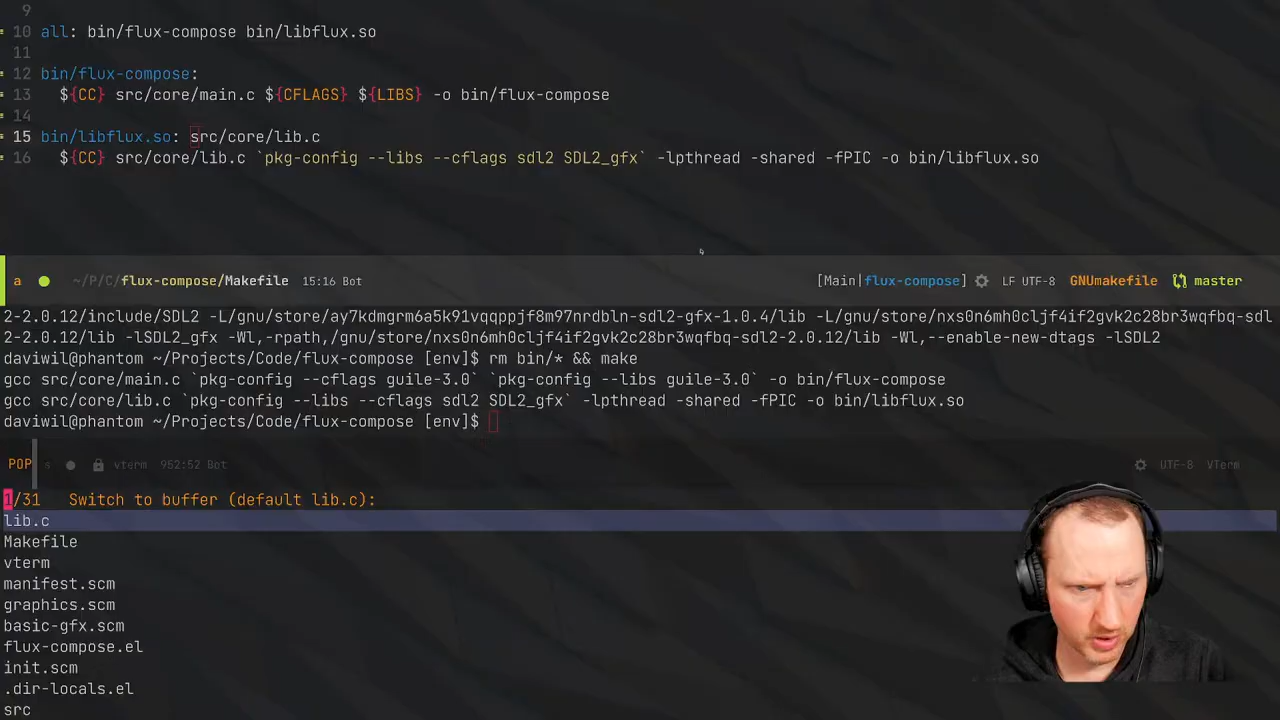 9
10 all: bin/flux-compose bin/libflux.so
11
12 bin/flux-compose:
13 ${CC} src/core/main.c ${CFLAGS} ${LIBS} -o bin/flux-compose
14
15 bin/libflux.so: src/core/lib.c
16 ${CC} src/core/lib.c `pkg-config --libs --cflags sdl2 SDL2_gfx` -lpthread -shared -fPIC -o bin/libflux.so
a ~/P/C/flux-compose/Makefile 15:16 Bot [Main|flux-compose] LF UTF-8 GNUmakefile master
2-2.0.12/include/SDL2 -L/gnu/store/ay7kdmgrm6a5k91vqqppjf8m97nrdbln-sdl2-gfx-1.0.4/lib -L/gnu/store/nxs0n6mh0cljf4if2gvk2c28br3wqfbq-sdl
2-2.0.12/lib -lSDL2_gfx -Wl,-rpath,/gnu/store/nxs0n6mh0cljf4if2gvk2c28br3wqfbq-sdl2-2.0.12/lib -Wl,--enable-new-dtags -lSDL2
daviwil@phantom ~/Projects/Code/flux-compose [env]$ rm bin/* && make
gcc src/core/main.c `pkg-config --cflags guile-3.0` `pkg-config --libs guile-3.0` -o bin/flux-compose
gcc src/core/lib.c `pkg-config --libs --cflags sdl2 SDL2_gfx` -lpthread -shared -fPIC -o bin/libflux.so
daviwil@phantom ~/Projects/Code/flux-compose [env]$
POP s vterm 952:52 Bot UTF-8 VTerm
1/31 Switch to buffer (default lib.c):
lib.c
Makefile
vterm
manifest.scm
graphics.scm
basic-gfx.scm
flux-compose.el
init.scm
.dir-locals.el
src